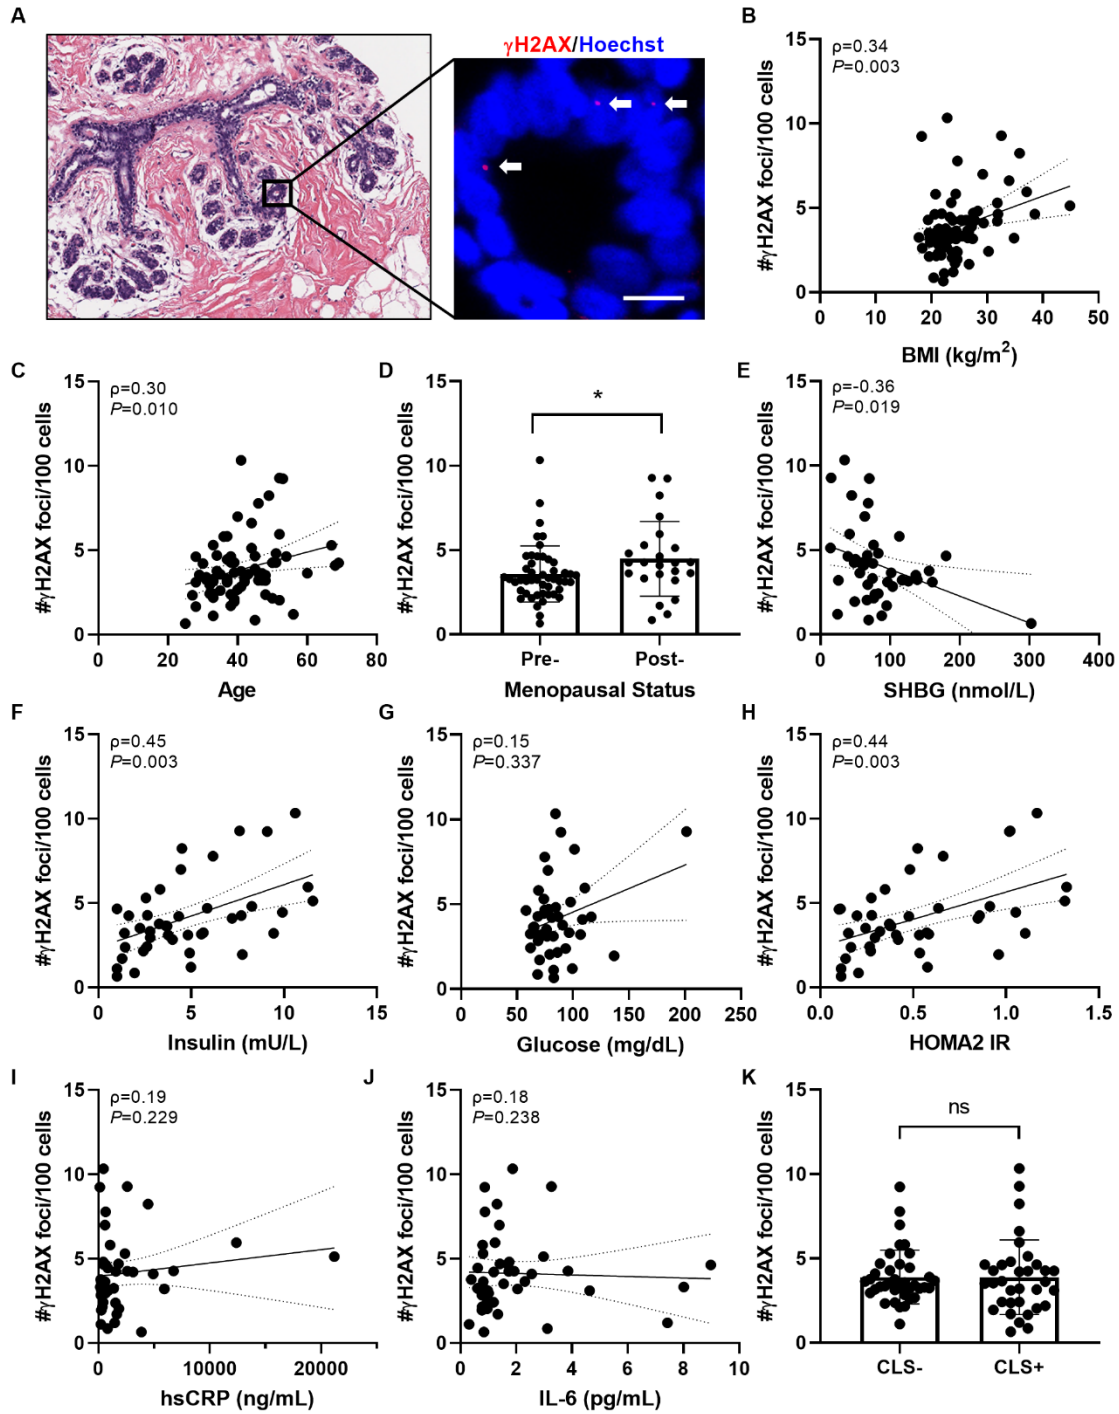 A
γH2AX/Hoechst
B
#γH2AX foci/100 cells
15
10
5
0
ρ=0.34
P=0.003
0 10 20 30 40 50
BMI (kg/m²)
C
#γH2AX foci/100 cells
15
10
5
0
ρ=0.30
P=0.010
0 20 40 60 80
Age
D
#γH2AX foci/100 cells
15
10
5
0
*
Pre- Post-
Menopausal Status
E
#γH2AX foci/100 cells
15
10
5
0
ρ=-0.36
P=0.019
0 100 200 300 400
SHBG (nmol/L)
F
#γH2AX foci/100 cells
15
10
5
0
ρ=0.45
P=0.003
0 5 10 15
Insulin (mU/L)
G
#γH2AX foci/100 cells
15
10
5
0
ρ=0.15
P=0.337
0 50 100 150 200 250
Glucose (mg/dL)
H
#γH2AX foci/100 cells
15
10
5
0
ρ=0.44
P=0.003
0.0 0.5 1.0 1.5
HOMA2 IR
I
#γH2AX foci/100 cells
15
10
5
0
ρ=0.19
P=0.229
0 10000 20000
hsCRP (ng/mL)
J
#γH2AX foci/100 cells
15
10
5
0
ρ=0.18
P=0.238
0 2 4 6 8 10
IL-6 (pg/mL)
K
#γH2AX foci/100 cells
15
10
5
0
ns
CLS- CLS+